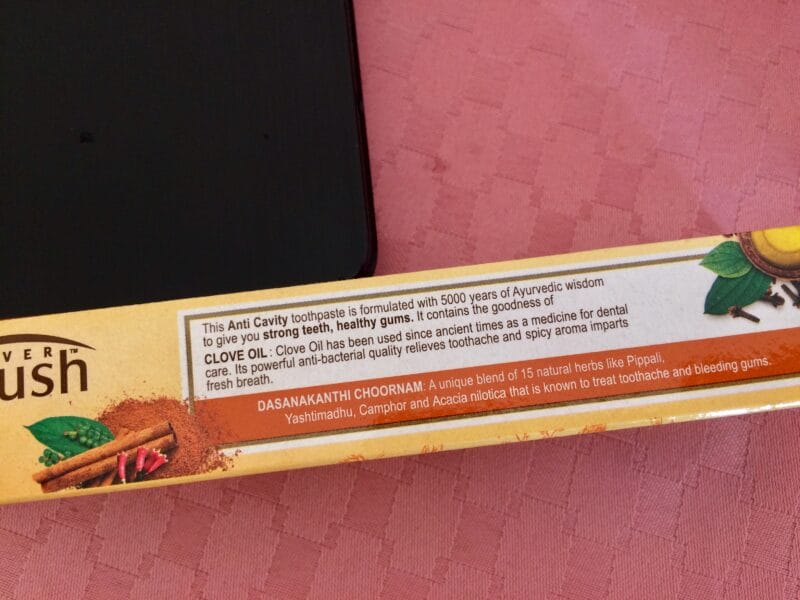 VER™
ush
This Anti Cavity toothpaste is formulated with 5000 years of Ayurvedic wisdom
to give you strong teeth, healthy gums. It contains the goodness of
CLOVE OIL : Clove Oil has been used since ancient times as a medicine for dental
care. Its powerful anti-bacterial quality relieves toothache and spicy aroma imparts
fresh breath.
DASANAKANTHI CHOORNAM: A unique blend of 15 natural herbs like Pippali,
Yashtimadhu, Camphor and Acacia nilotica that is known to treat toothache and bleeding gums.